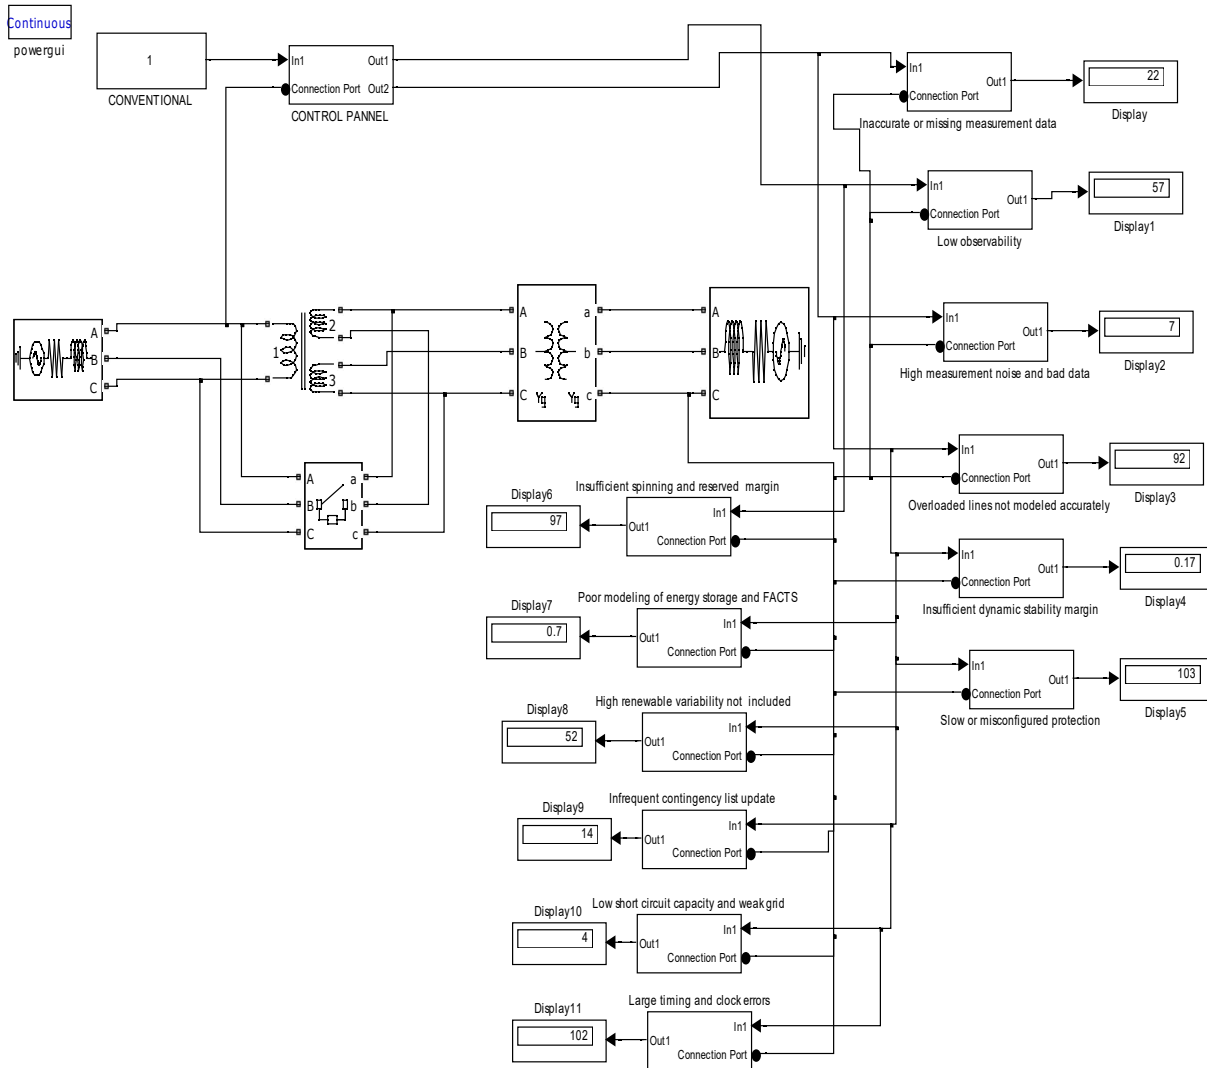 Continuous
powergui
1
CONVENTIONAL
In1
Out1
Connection Port
Out2
CONTROL PANNEL
In1
Out1
Connection Port
Inaccurate or missing measurement data
22
Display
In1
Out1
Connection Port
Low observability
57
Display1
In1
Out1
Connection Port
High measurement noise and bad data
7
Display2
A
B
C
1
2
3
A
B
C
a
b
c
Yg
Yg
A
B
C
A
B
C
a
b
c
In1
Out1
Connection Port
Overloaded lines not modeled accurately
92
Display3
Display6
97
Insufficient spinning and reserved margin
In1
Out1
Connection Port
In1
Out1
Connection Port
Insufficient dynamic stability margin
0.17
Display4
Display7
0.7
Poor modeling of energy storage and FACTS
In1
Out1
Connection Port
In1
Out1
Connection Port
Slow or misconfigured protection
103
Display5
Display8
52
High renewable variability not included
In1
Out1
Connection Port
Display9
14
Infrequent contingency list update
In1
Out1
Connection Port
Display10
4
Low short circuit capacity and weak grid
In1
Out1
Connection Port
Display11
102
Large timing and clock errors
In1
Out1
Connection Port